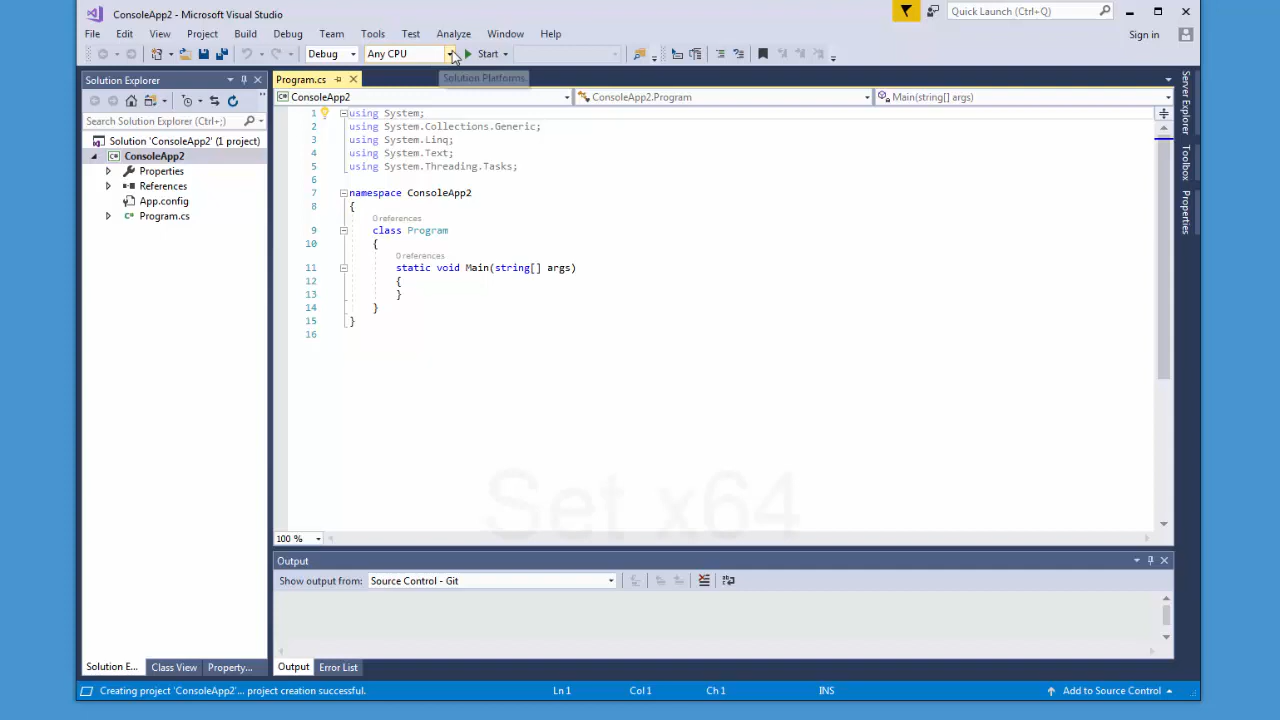 ConsoleApp2 - Microsoft Visual Studio
Quick Launch (Ctrl+Q)
File Edit View Project Build Debug Team Tools Test Analyze Window Help
Sign in
Debug Any CPU Start
Solution Platforms.
Solution Explorer
Program.cs
ConsoleApp2 ConsoleApp2.Program Main(string[] args)
Search Solution Explorer (Ctrl+;)
Solution 'ConsoleApp2' (1 project)
ConsoleApp2
Properties
References
App.config
Program.cs
1 using System;
2 using System.Collections.Generic;
3 using System.Linq;
4 using System.Text;
5 using System.Threading.Tasks;
6
7 namespace ConsoleApp2
8 {
0 references
9 class Program
10 {
0 references
11 static void Main(string[] args)
12 {
13 }
14 }
15 }
16
Set x64
100 %
Server Explorer
Toolbox
Properties
Output
Show output from: Source Control - Git
Solution E... Class View Property...
Output Error List
Creating project 'ConsoleApp2'... project creation successful. Ln 1 Col 1 Ch 1 INS Add to Source Control